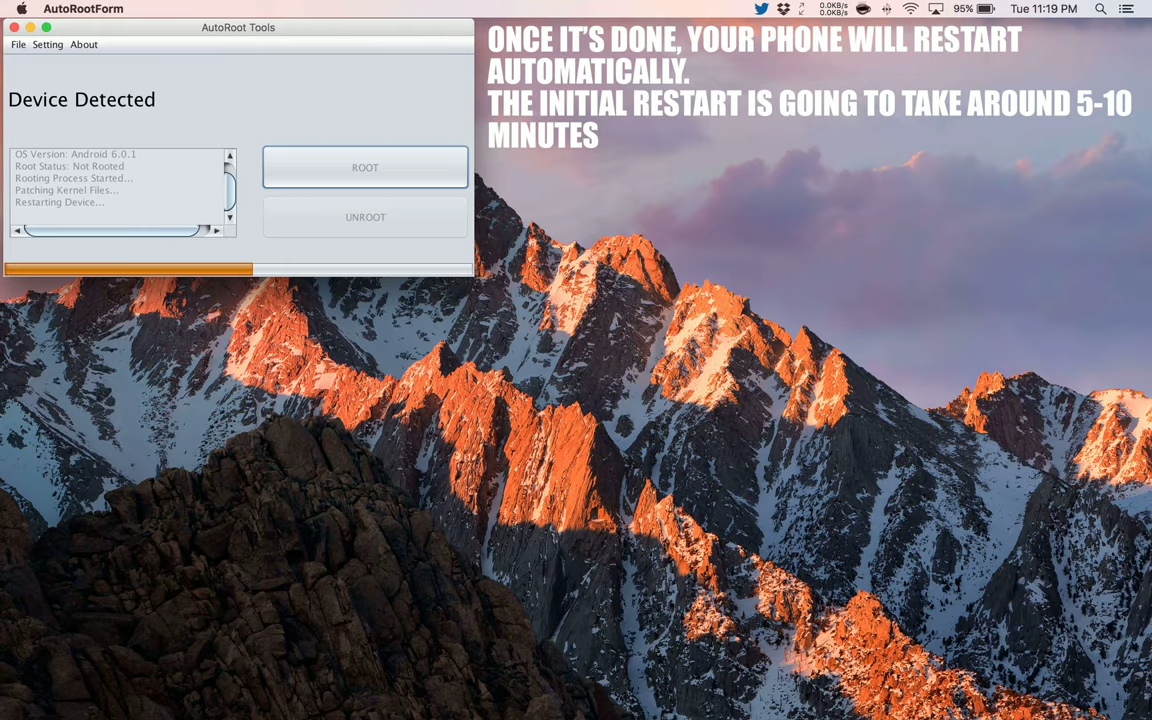 AutoRootForm
0.0KB/s
0.0KB/s
95%
Tue 11:19 PM
AutoRoot Tools
File Setting About
Device Detected
OS Version: Android 6.0.1
Root Status: Not Rooted
Rooting Process Started...
Patching Kernel Files...
Restarting Device...
ROOT
UNROOT
ONCE IT'S DONE, YOUR PHONE WILL RESTART
AUTOMATICALLY.
THE INITIAL RESTART IS GOING TO TAKE AROUND 5-10
MINUTES